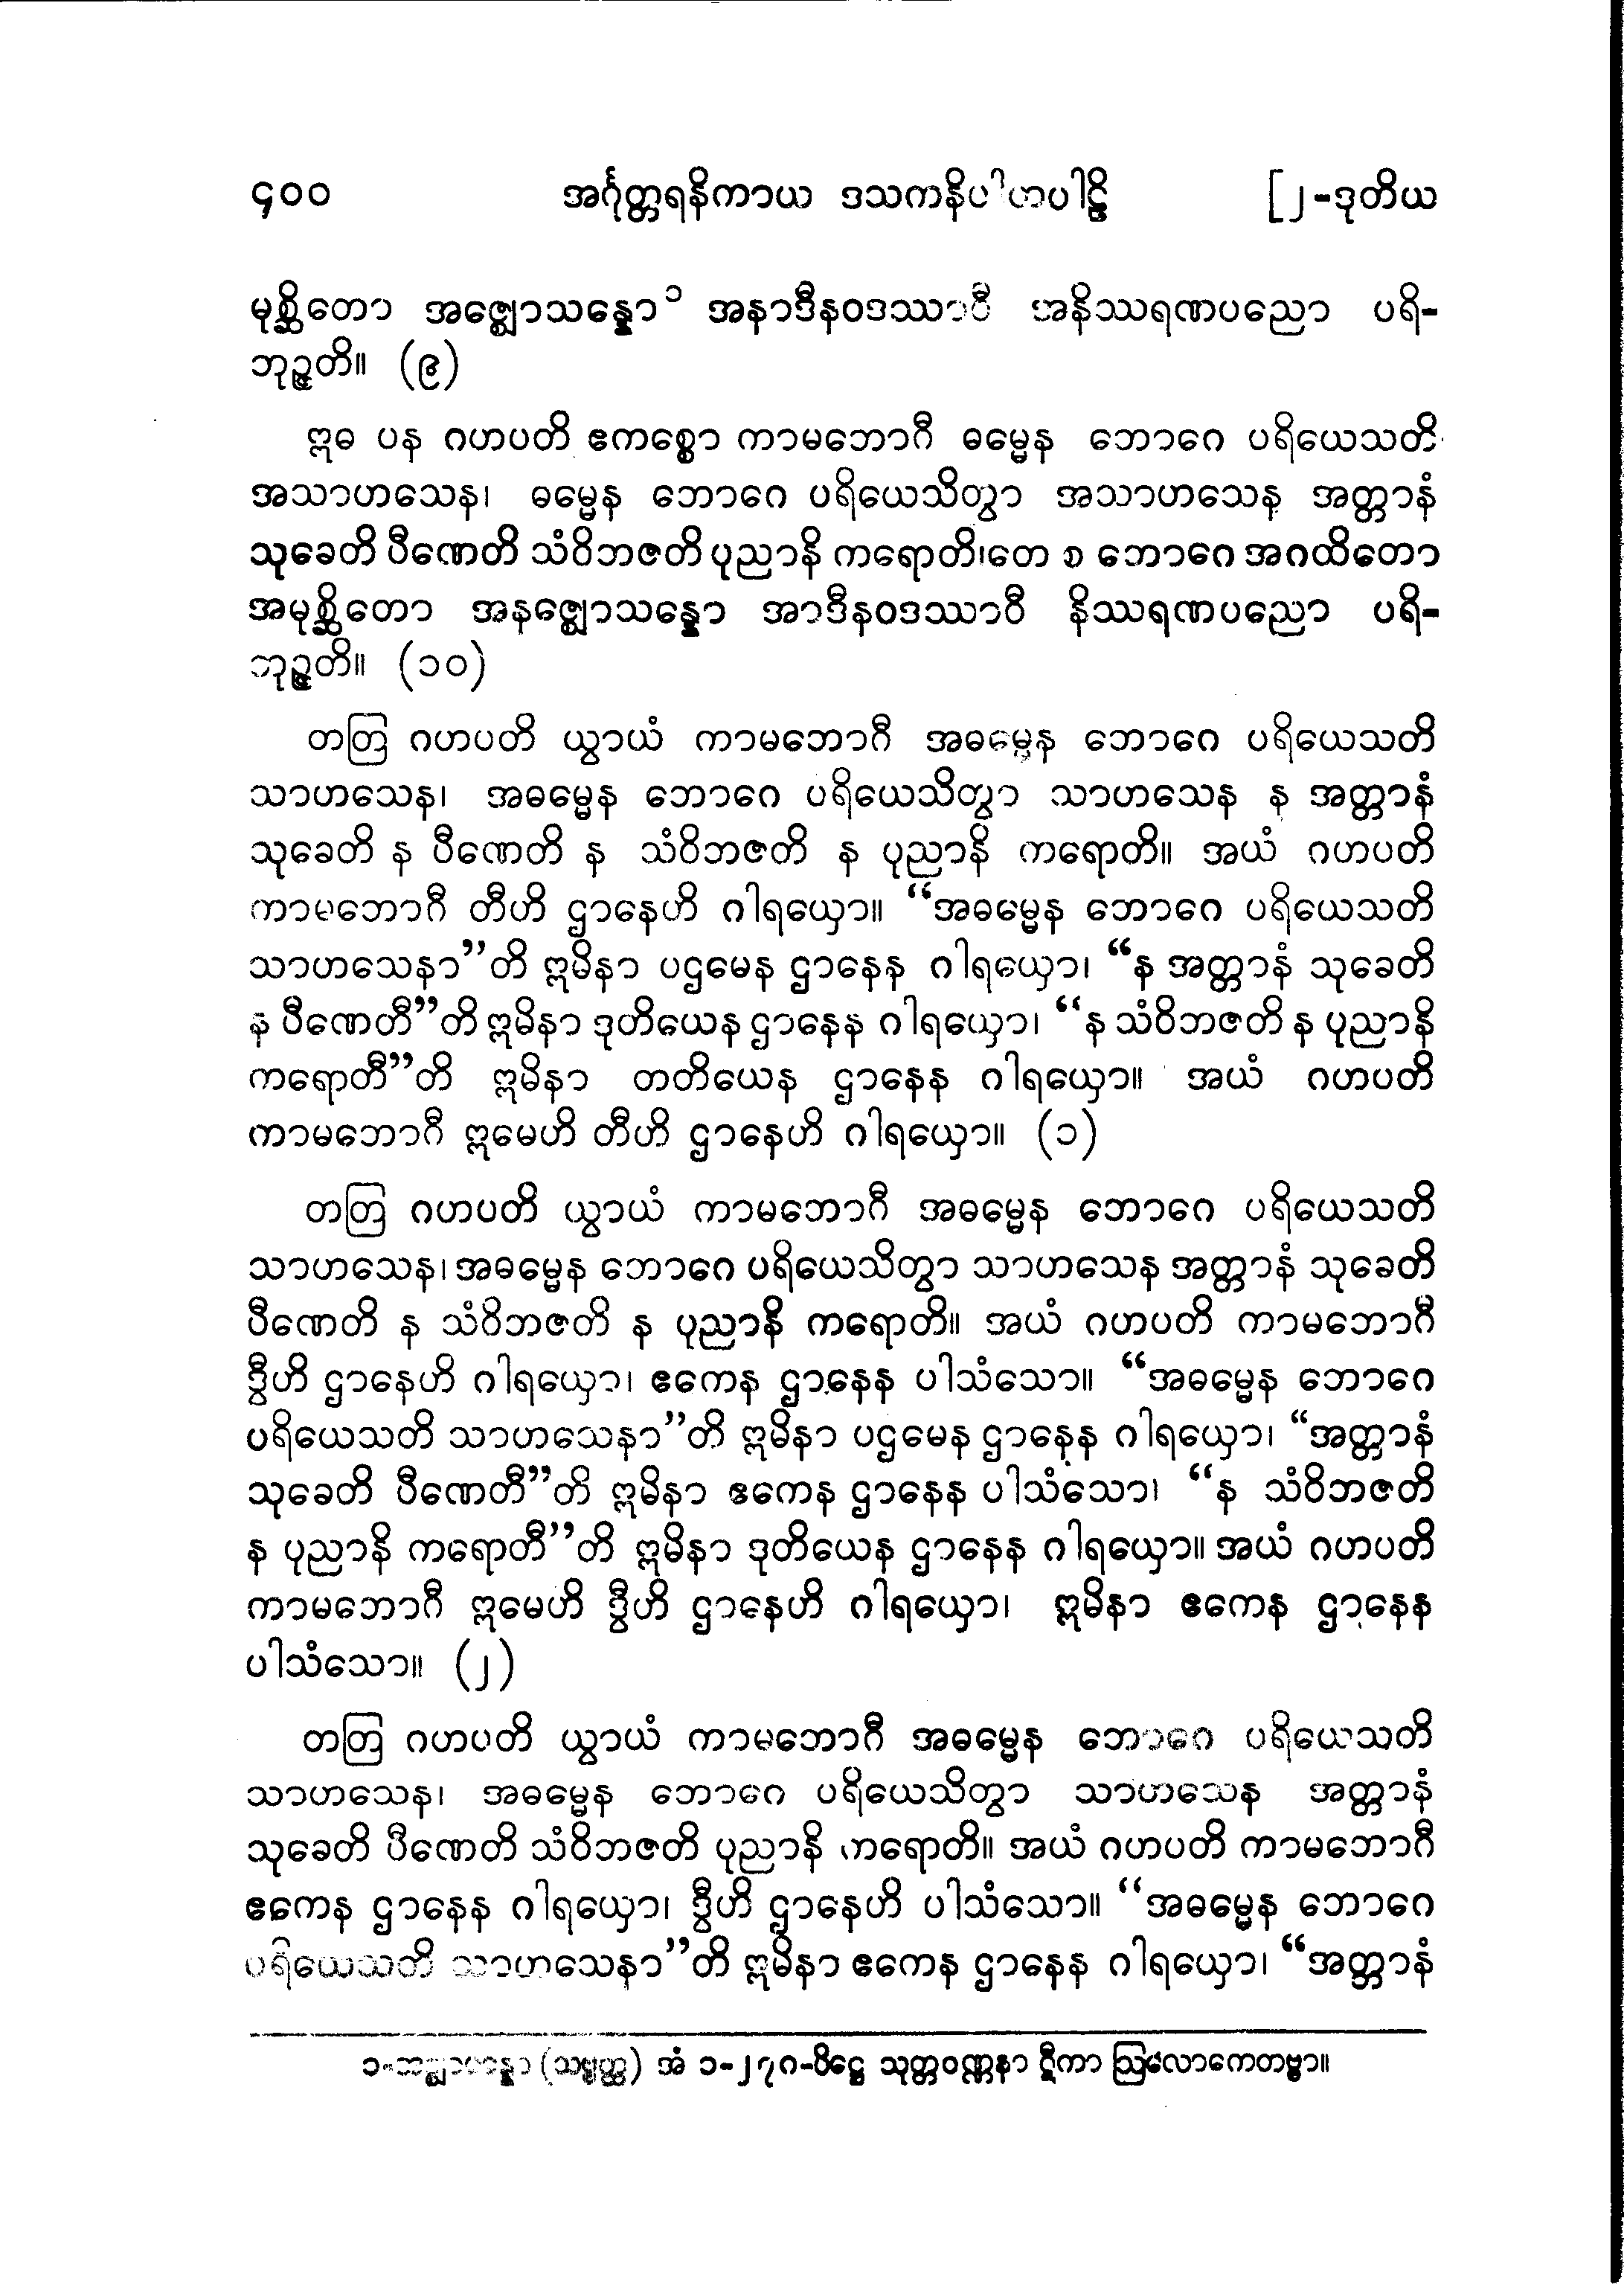 ၄၀၀ အင်္ဂုတ္တရနိကာယ ဒသကနိပါတပါဠိ [၂-ဒုတိယ
မုစ္ဆိတော အဇ္ဈောသန္နော ၁ အနာဒီနဝဒဿာဝီ အနိဿရဏပညော ပရိ-
ဘုဉ္ဇတိ။ (၉)
ဣဓ ပန ဂဟပတိ ဧကစ္စော ကာမဘောဂီ ဓမ္မေန ဘောဂေ ပရိယေသတိ
အသာဟသေန၊ ဓမ္မေန ဘောဂေ ပရိယေသိတွာ အသာဟသေန အတ္တာနံ
သုခေတိ ပီဏေတိ သံဝိဘဇတိ ပုညာနိ ကရောတိ၊တေ စ ဘောဂေ အဂထိတော
အမုစ္ဆိတော အနဇ္ဈောသန္နော အာဒီနဝဒဿာဝီ နိဿရဏပညော ပရိ-
ဘုဉ္ဇတိ။ (၁၀)
တတြ ဂဟပတိ ယွာယံ ကာမဘောဂီ အဓမ္မေန ဘောဂေ ပရိယေသတိ
သာဟသေန၊ အဓမ္မေန ဘောဂေ ပရိယေသိတွာ သာဟသေန န အတ္တာနံ
သုခေတိ န ပီဏေတိ န သံဝိဘဇတိ န ပုညာနိ ကရောတိ။ အယံ ဂဟပတိ
ကာမဘောဂီ တီဟိ ဌာနေဟိ ဂါရယှော။ “အဓမ္မေန ဘောဂေ ပရိယေသတိ
သာဟသေနာ”တိ ဣမိနာ ပဌမေန ဌာနေန ဂါရယှော၊ “န အတ္တာနံ သုခေတိ
န ပီဏေတီ”တိ ဣမိနာ ဒုတိယေန ဌာနေန ဂါရယှော၊ “န သံဝိဘဇတိ န ပုညာနိ
ကရောတီ”တိ ဣမိနာ တတိယေန ဌာနေန ဂါရယှော။ အယံ ဂဟပတိ
ကာမဘောဂီ ဣမေဟိ တီဟိ ဌာနေဟိ ဂါရယှော။ (၁)
တတြ ဂဟပတိ ယွာယံ ကာမဘောဂီ အဓမ္မေန ဘောဂေ ပရိယေသတိ
သာဟသေန၊ အဓမ္မေန ဘောဂေ ပရိယေသိတွာ သာဟသေန အတ္တာနံ သုခေတိ
ပီဏေတိ န သံဝိဘဇတိ န ပုညာနိ ကရောတိ။ အယံ ဂဟပတိ ကာမဘောဂီ
ဒွီဟိ ဌာနေဟိ ဂါရယှော၊ ဧကေန ဌာနေန ပါသံသော။ “အဓမ္မေန ဘောဂေ
ပရိယေသတိ သာဟသေနာ”တိ ဣမိနာ ပဌမေန ဌာနေန ဂါရယှော၊ “အတ္တာနံ
သုခေတိ ပီဏေတီ”တိ ဣမိနာ ဧကေန ဌာနေန ပါသံသော၊ “န သံဝိဘဇတိ
န ပုညာနိ ကရောတီ”တိ ဣမိနာ ဒုတိယေန ဌာနေန ဂါရယှော။ အယံ ဂဟပတိ
ကာမဘောဂီ ဣမေဟိ ဒွီဟိ ဌာနေဟိ ဂါရယှော၊ ဣမိနာ ဧကေန ဌာနေန
ပါသံသော။ (၂)
တတြ ဂဟပတိ ယွာယံ ကာမဘောဂီ အဓမ္မေန ဘောဂေ ပရိယေသတိ
သာဟသေန၊ အဓမ္မေန ဘောဂေ ပရိယေသိတွာ သာဟသေန အတ္တာနံ
သုခေတိ ပီဏေတိ သံဝိဘဇတိ ပုညာနိ ကရောတိ။ အယံ ဂဟပတိ ကာမဘောဂီ
ဧကေန ဌာနေန ဂါရယှော၊ ဒွီဟိ ဌာနေဟိ ပါသံသော။ “အဓမ္မေန ဘောဂေ
ပရိယေသတိ သာဟသေနာ”တိ ဣမိနာ ဧကေန ဌာနေန ဂါရယှော၊ “အတ္တာနံ
၁- (သဗ္ဗတ္ထ) အံ ၁-၂၇၈-ပိဋ္ဌေ သုတ္တဝဏ္ဏနာ ဋီကာ ဩလောကေတဗ္ဗာ။